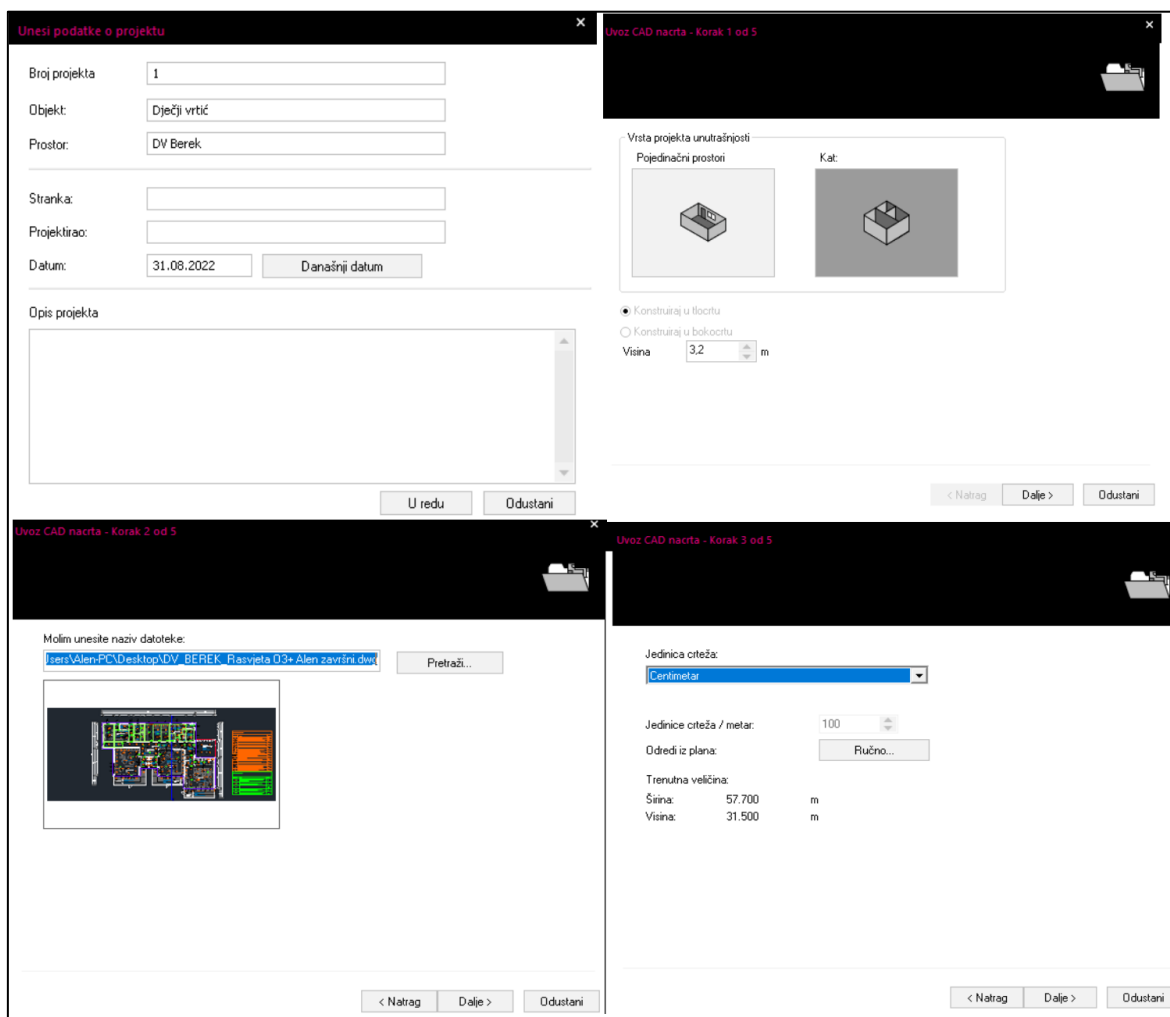 Unesi podatke o projektu
Broj projekta 1
Objekt: Dječji vrtić
Prostor: DV Berek
Stranka:
Projektirao:
Datum: 31.08.2022 Današnji datum
Opis projekta
U redu Odustani
Uvoz CAD nacrta - Korak 1 od 5
Vrsta projekta unutrašnjosti
Pojedinačni prostori Kat:
Konstruiraj u tlocrtu
Konstruiraj u bokocrtu
Visina 3,2 m
< Natrag Dalje > Odustani
Uvoz CAD nacrta - Korak 2 od 5
Molim unesite naziv datoteke:
Jsers\Alen-PC\Desktop\DV_BEREK_Rasvjeta 03+ Alen završni.dwg Pretraži...
< Natrag Dalje > Odustani
Uvoz CAD nacrta - Korak 3 od 5
Jedinica crteža:
Centimetar
Jedinice crteža / metar: 100
Odredi iz plana: Ručno...
Trenutna veličina:
Širina: 57.700 m
Visina: 31.500 m
< Natrag Dalje > Odustani